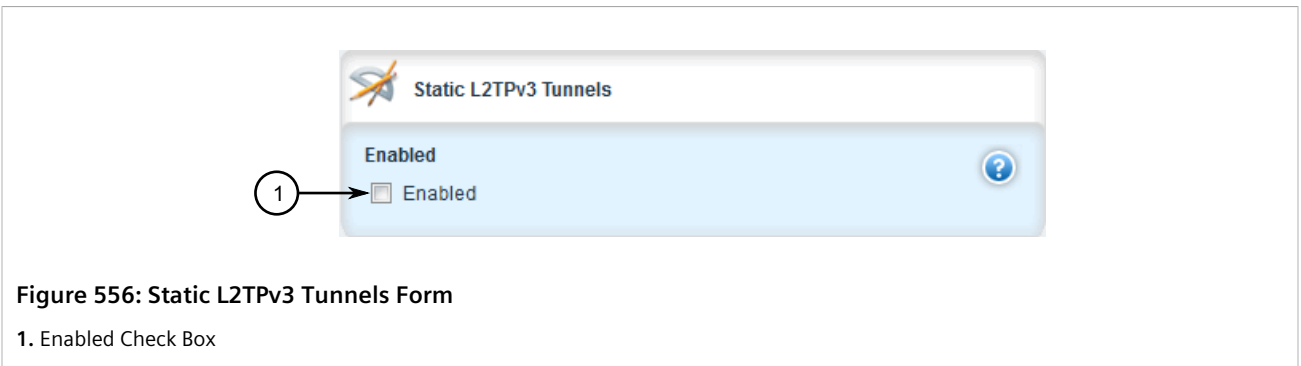 Static L2TPv3 Tunnels
Enabled
1 Enabled
Figure 556: Static L2TPv3 Tunnels Form
1. Enabled Check Box